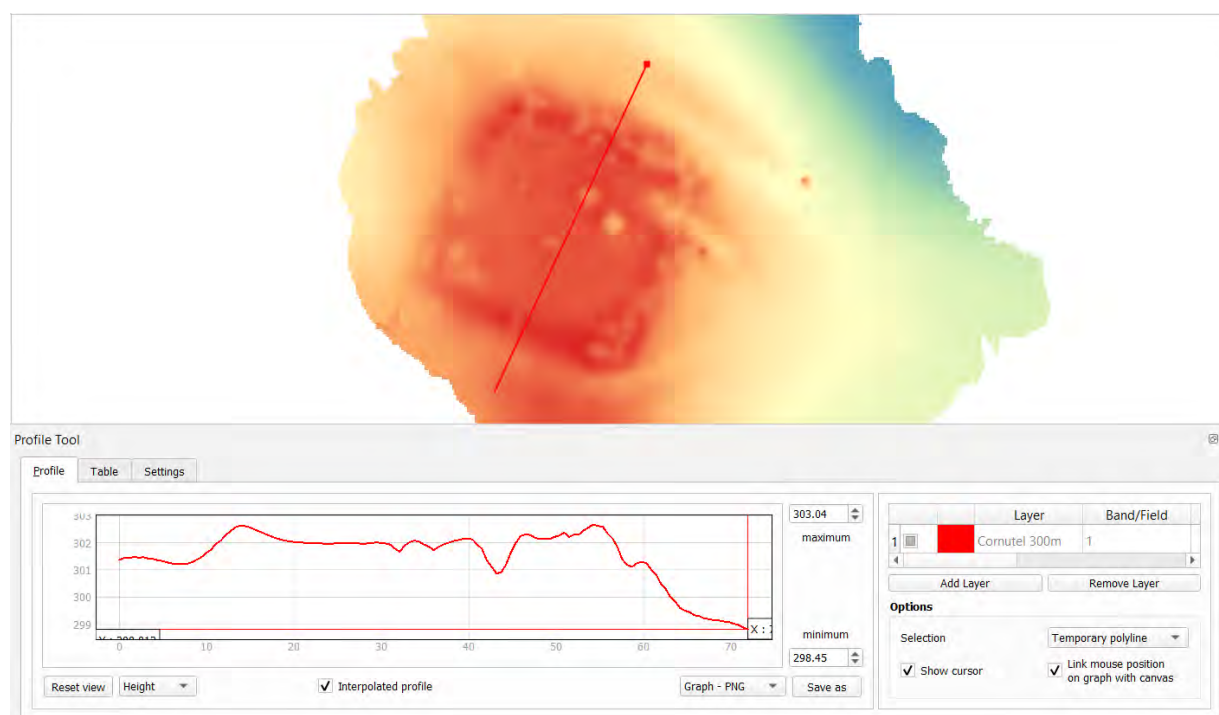 Profile Tool
Profile Table Settings
303
302
301
300
299
0 10 20 30 40 50 60 70
X :
303.04
maximum
minimum
298.45
Reset view Height Interpolated profile Graph - PNG Save as
Layer Band/Field
1 Cornutel 300m 1
Add Layer Remove Layer
Options
Selection Temporary polyline
Show cursor Link mouse position
on graph with canvas